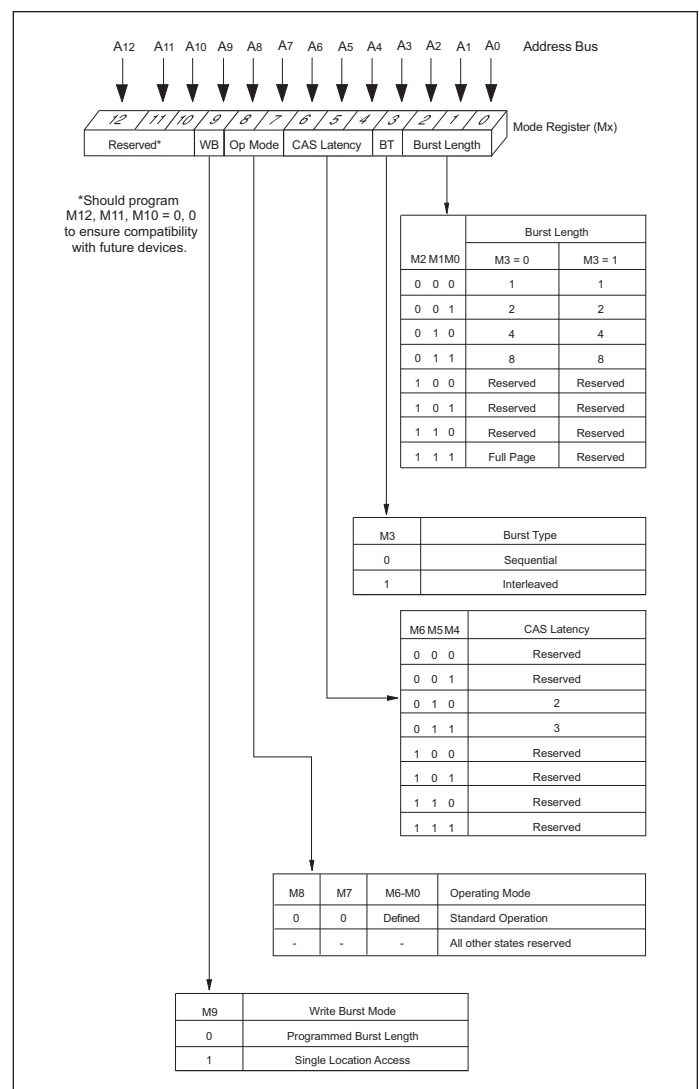 A12 A11 A10 A9 A8 A7 A6 A5 A4 A3 A2 A1 A0 Address Bus
12 11 10 9 8 7 6 5 4 3 2 1 0
Mode Register (Mx)
Reserved* WB Op Mode CAS Latency BT Burst Length
*Should program
M12, M11, M10 = 0, 0
to ensure compatibility
with future devices.
Burst Length
M2 M1M0 M3 = 0 M3 = 1
0 0 0 1 1
0 0 1 2 2
0 1 0 4 4
0 1 1 8 8
1 0 0 Reserved Reserved
1 0 1 Reserved Reserved
1 1 0 Reserved Reserved
1 1 1 Full Page Reserved
M3 Burst Type
0 Sequential
1 Interleaved
M6 M5 M4 CAS Latency
0 0 0 Reserved
0 0 1 Reserved
0 1 0 2
0 1 1 3
1 0 0 Reserved
1 0 1 Reserved
1 1 0 Reserved
1 1 1 Reserved
M8 M7 M6-M0 Operating Mode
0 0 Defined Standard Operation
- - - All other states reserved
M9 Write Burst Mode
0 Programmed Burst Length
1 Single Location Access